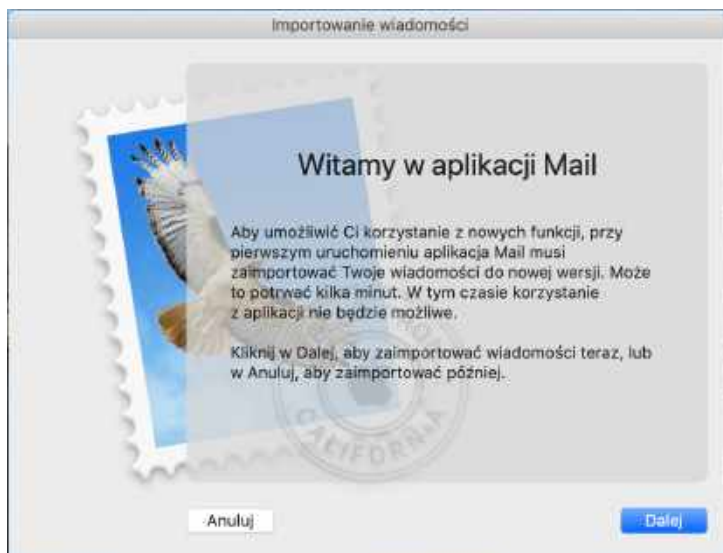 Importowanie wiadomości
Witamy w aplikacji Mail
Aby umożliwić Ci korzystanie z nowych funkcji, przy
pierwszym uruchomieniu aplikacja Mail musi
zaimportować Twoje wiadomości do nowej wersji. Może
to potrwać kilka minut. W tym czasie korzystanie
z aplikacji nie będzie możliwe.
Kliknij w Dalej, aby zaimportować wiadomości teraz, lub
w Anuluj, aby zaimportować później.
CALIFORNIA
Anuluj
Dalej